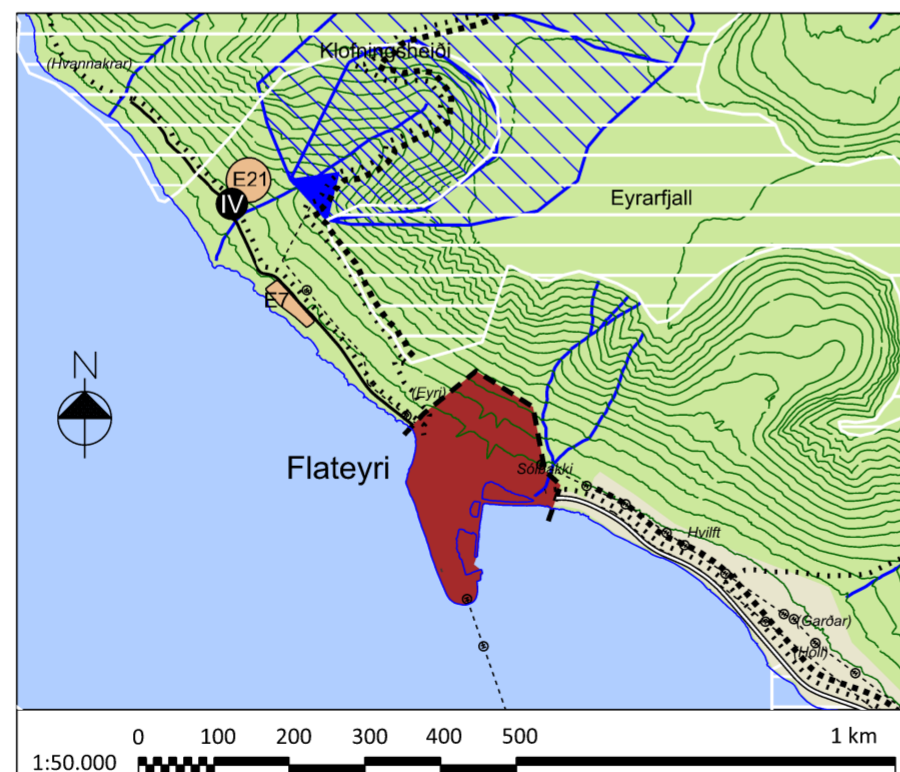 Klofningsheiði
(Hvannakrar)
E21
IV
Eyrarfjall
E7
N
(Eyri)
Flateyri
Sólbakki
Hvilft
(Garðar)
(Hóll)
0 100 200 300 400 500 1 km
1:50.000